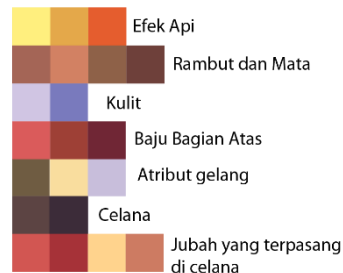 Efek Api
Rambut dan Mata
Kulit
Baju Bagian Atas
Atribut gelang
Celana
Jubah yang terpasang
di celana